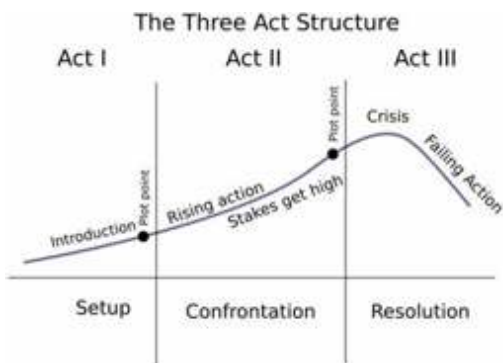 The Three Act Structure
Act I
Act II
Act III
Introduction
Plot point
Rising action
Stakes get high
Plot point
Crisis
Falling Action
Setup
Confrontation
Resolution